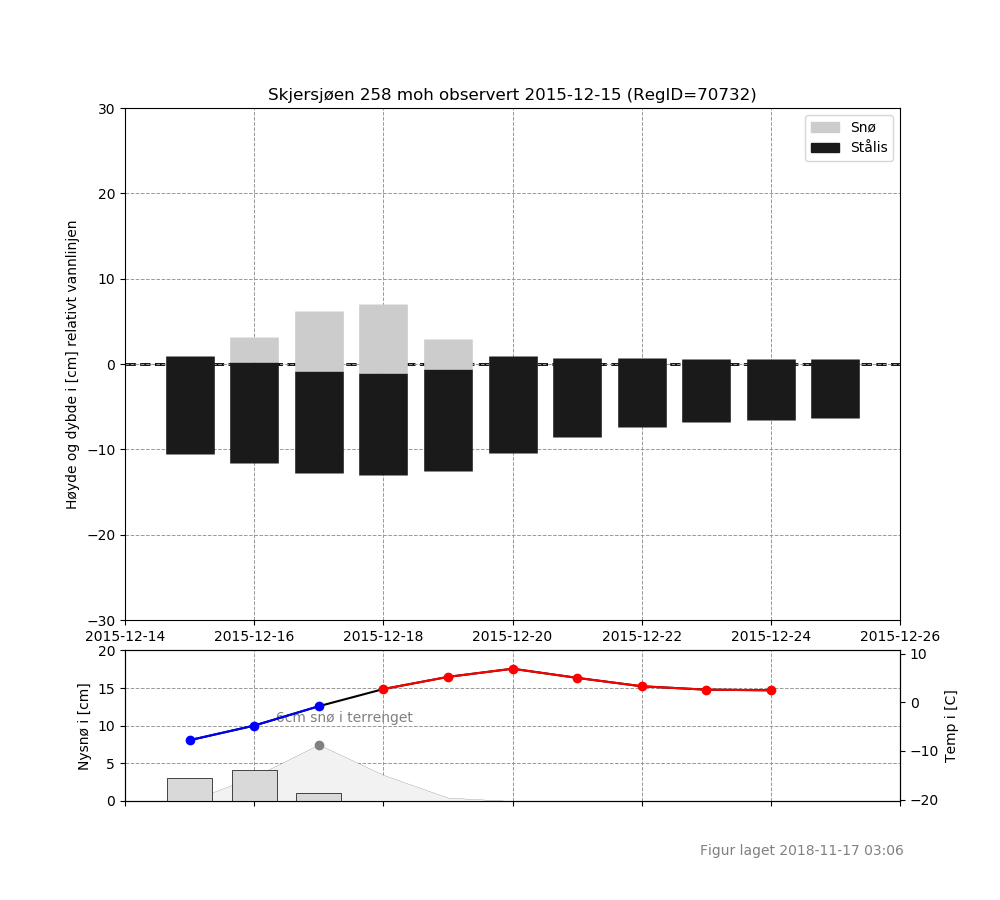 Skjersjøen 258 moh observert 2015-12-15 (RegID=70732)
Snø
Stålis
Høyde og dybde i [cm] relativt vannlinjen
30
20
10
0
−10
−20
−30
2015-12-14 2015-12-16 2015-12-18 2015-12-20 2015-12-22 2015-12-24 2015-12-26
Nysnø i [cm]
20
15
10
5
0
6cm snø i terrenget
10
0
−10
−20
Temp i [C]
Figur laget 2018-11-17 03:06